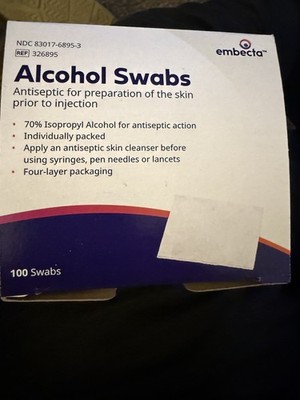 NDC 83017-6895-3
REF 326895
embecta™
Alcohol Swabs
Antiseptic for preparation of the skin
prior to injection
• 70% Isopropyl Alcohol for antiseptic action
• Individually packed
• Apply an antiseptic skin cleanser before
using syringes, pen needles or lancets
• Four-layer packaging
100 Swabs